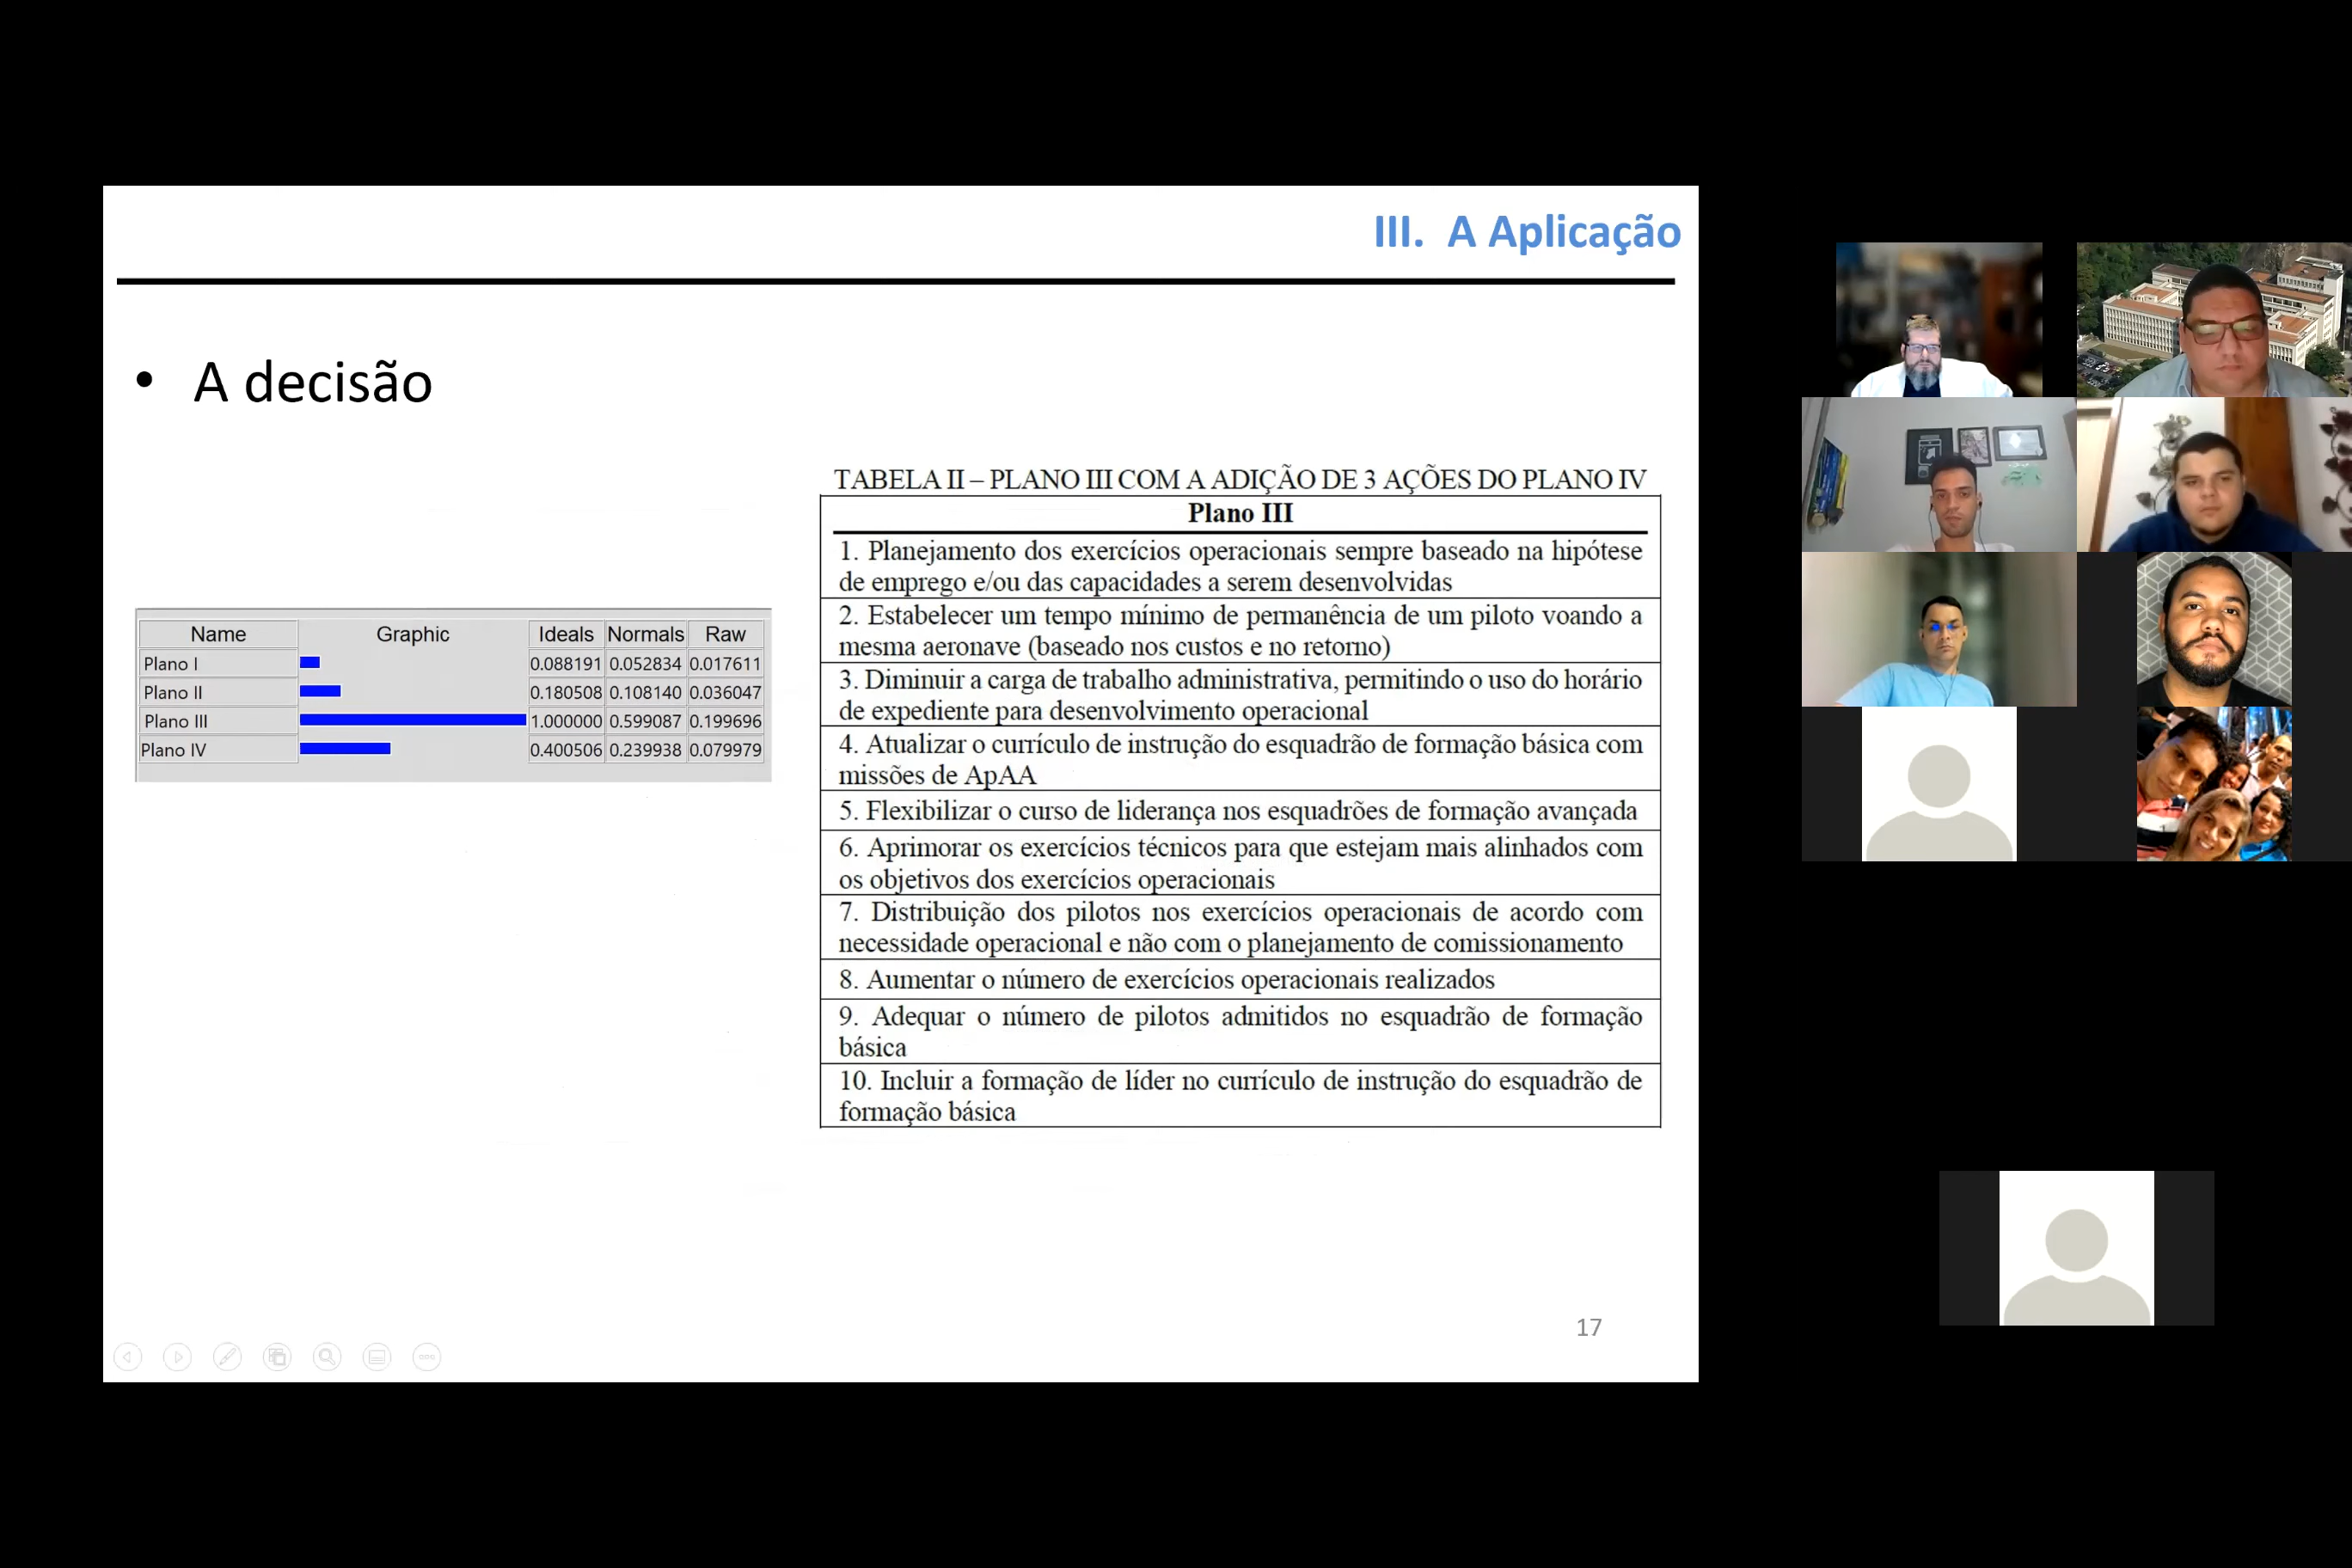 III. A Aplicação
• A decisão
Name Graphic Ideals Normals Raw
Plano I 0.088191 0.052834 0.017611
Plano II 0.180508 0.108140 0.036047
Plano III 1.000000 0.599087 0.199696
Plano IV 0.400506 0.239938 0.079979
TABELA II – PLANO III COM A ADIÇÃO DE 3 AÇÕES DO PLANO IV
Plano III
1. Planejamento dos exercícios operacionais sempre baseado na hipótese
de emprego e/ou das capacidades a serem desenvolvidas
2. Estabelecer um tempo mínimo de permanência de um piloto voando a
mesma aeronave (baseado nos custos e no retorno)
3. Diminuir a carga de trabalho administrativa, permitindo o uso do horário
de expediente para desenvolvimento operacional
4. Atualizar o currículo de instrução do esquadrão de formação básica com
missões de ApAA
5. Flexibilizar o curso de liderança nos esquadrões de formação avançada
6. Aprimorar os exercícios técnicos para que estejam mais alinhados com
os objetivos dos exercícios operacionais
7. Distribuição dos pilotos nos exercícios operacionais de acordo com
necessidade operacional e não com o planejamento de comissionamento
8. Aumentar o número de exercícios operacionais realizados
9. Adequar o número de pilotos admitidos no esquadrão de formação
básica
10. Incluir a formação de líder no currículo de instrução do esquadrão de
formação básica
17